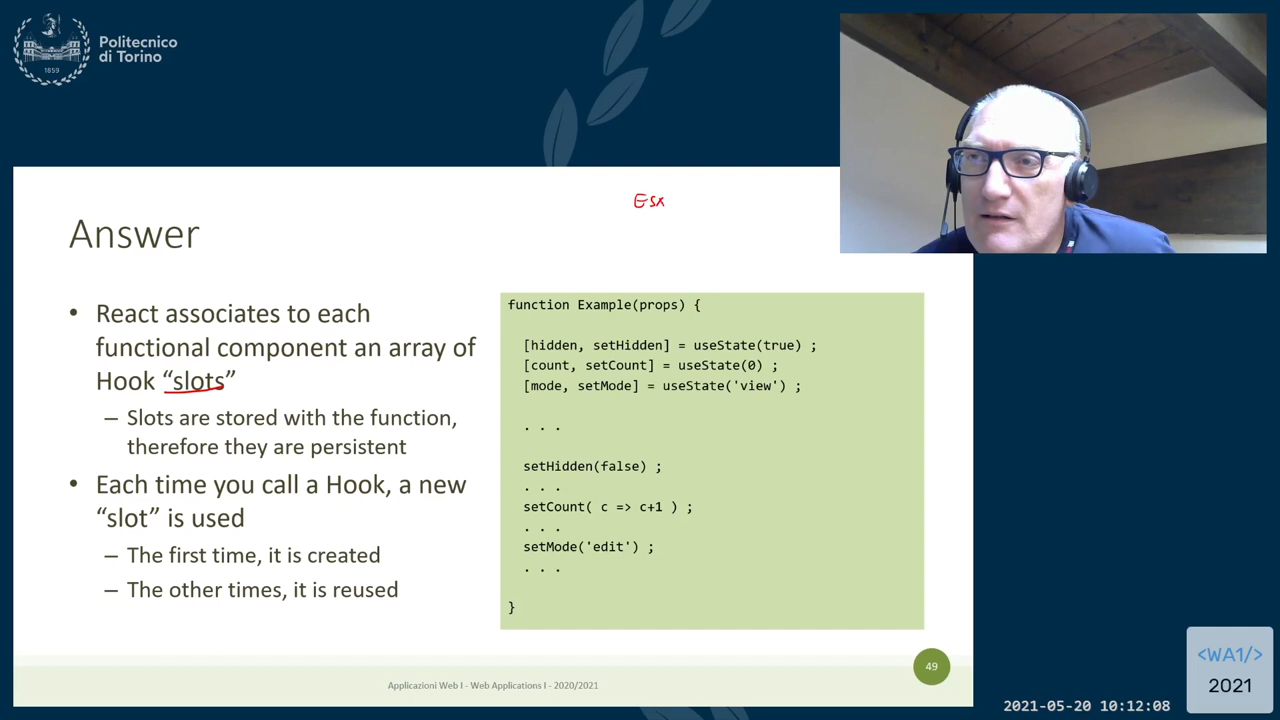 Politecnico
di Torino
1859
Answer
• React associates to each
functional component an array of
Hook “slots”
– Slots are stored with the function,
therefore they are persistent
• Each time you call a Hook, a new
“slot” is used
– The first time, it is created
– The other times, it is reused
function Example(props) {
[hidden, setHidden] = useState(true) ;
[count, setCount] = useState(0) ;
[mode, setMode] = useState('view') ;
. . .
setHidden(false) ;
. . .
setCount( c => c+1 ) ;
. . .
setMode('edit') ;
. . .
}
49
Applicazioni Web I - Web Applications I - 2020/2021
<WA1/>
2021
2021-05-20 10:12:08